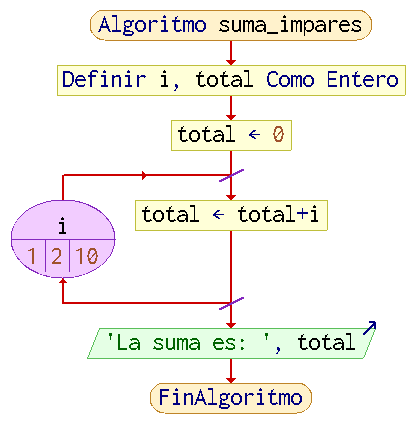 Algoritmo suma_impares
Definir i, total Como Entero
total ← 0
total ← total+i
i
1 2 10
'La suma es: ', total
FinAlgoritmo